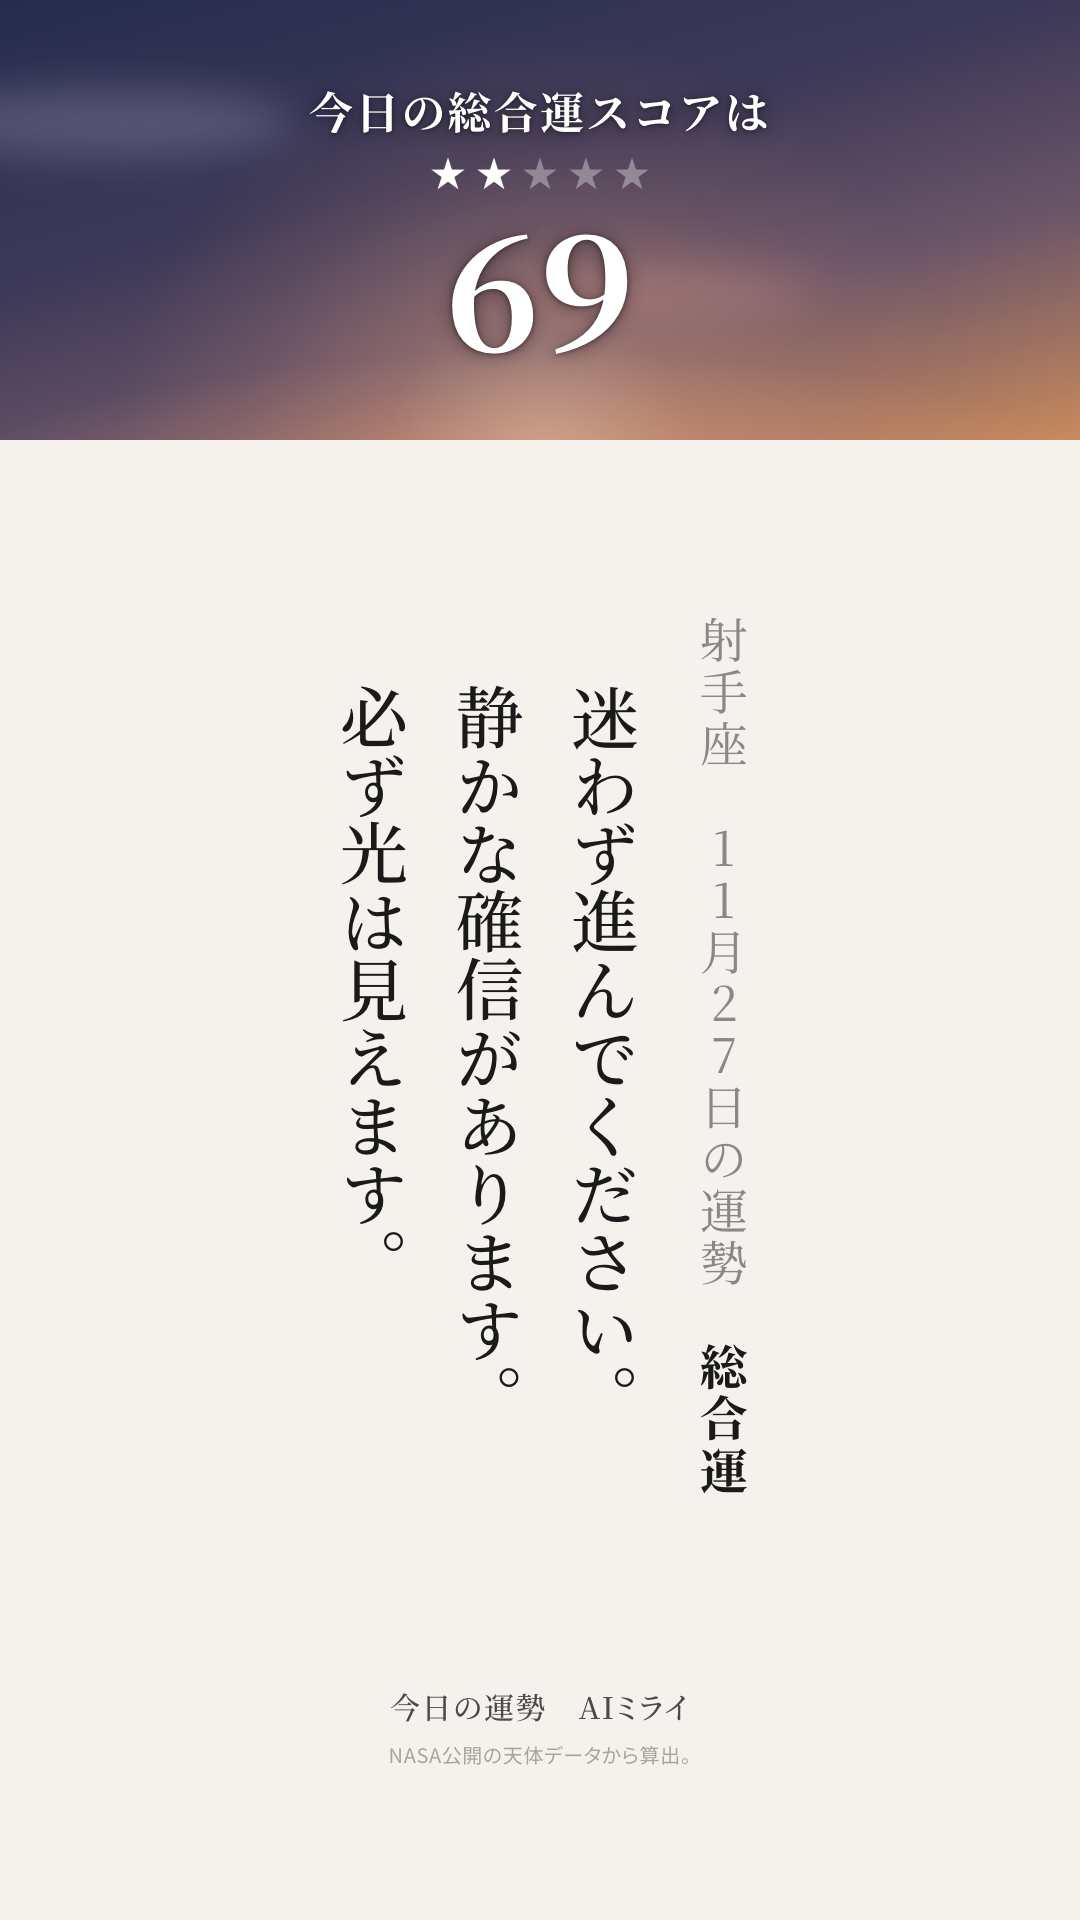 今日の総合運スコアは
★★★★★
69
射手座　11月27日の運勢　総合運
迷わず進んでください。
静かな確信があります。
必ず光は見えます。
今日の運勢　AIミライ
NASA公開の天体データから算出。